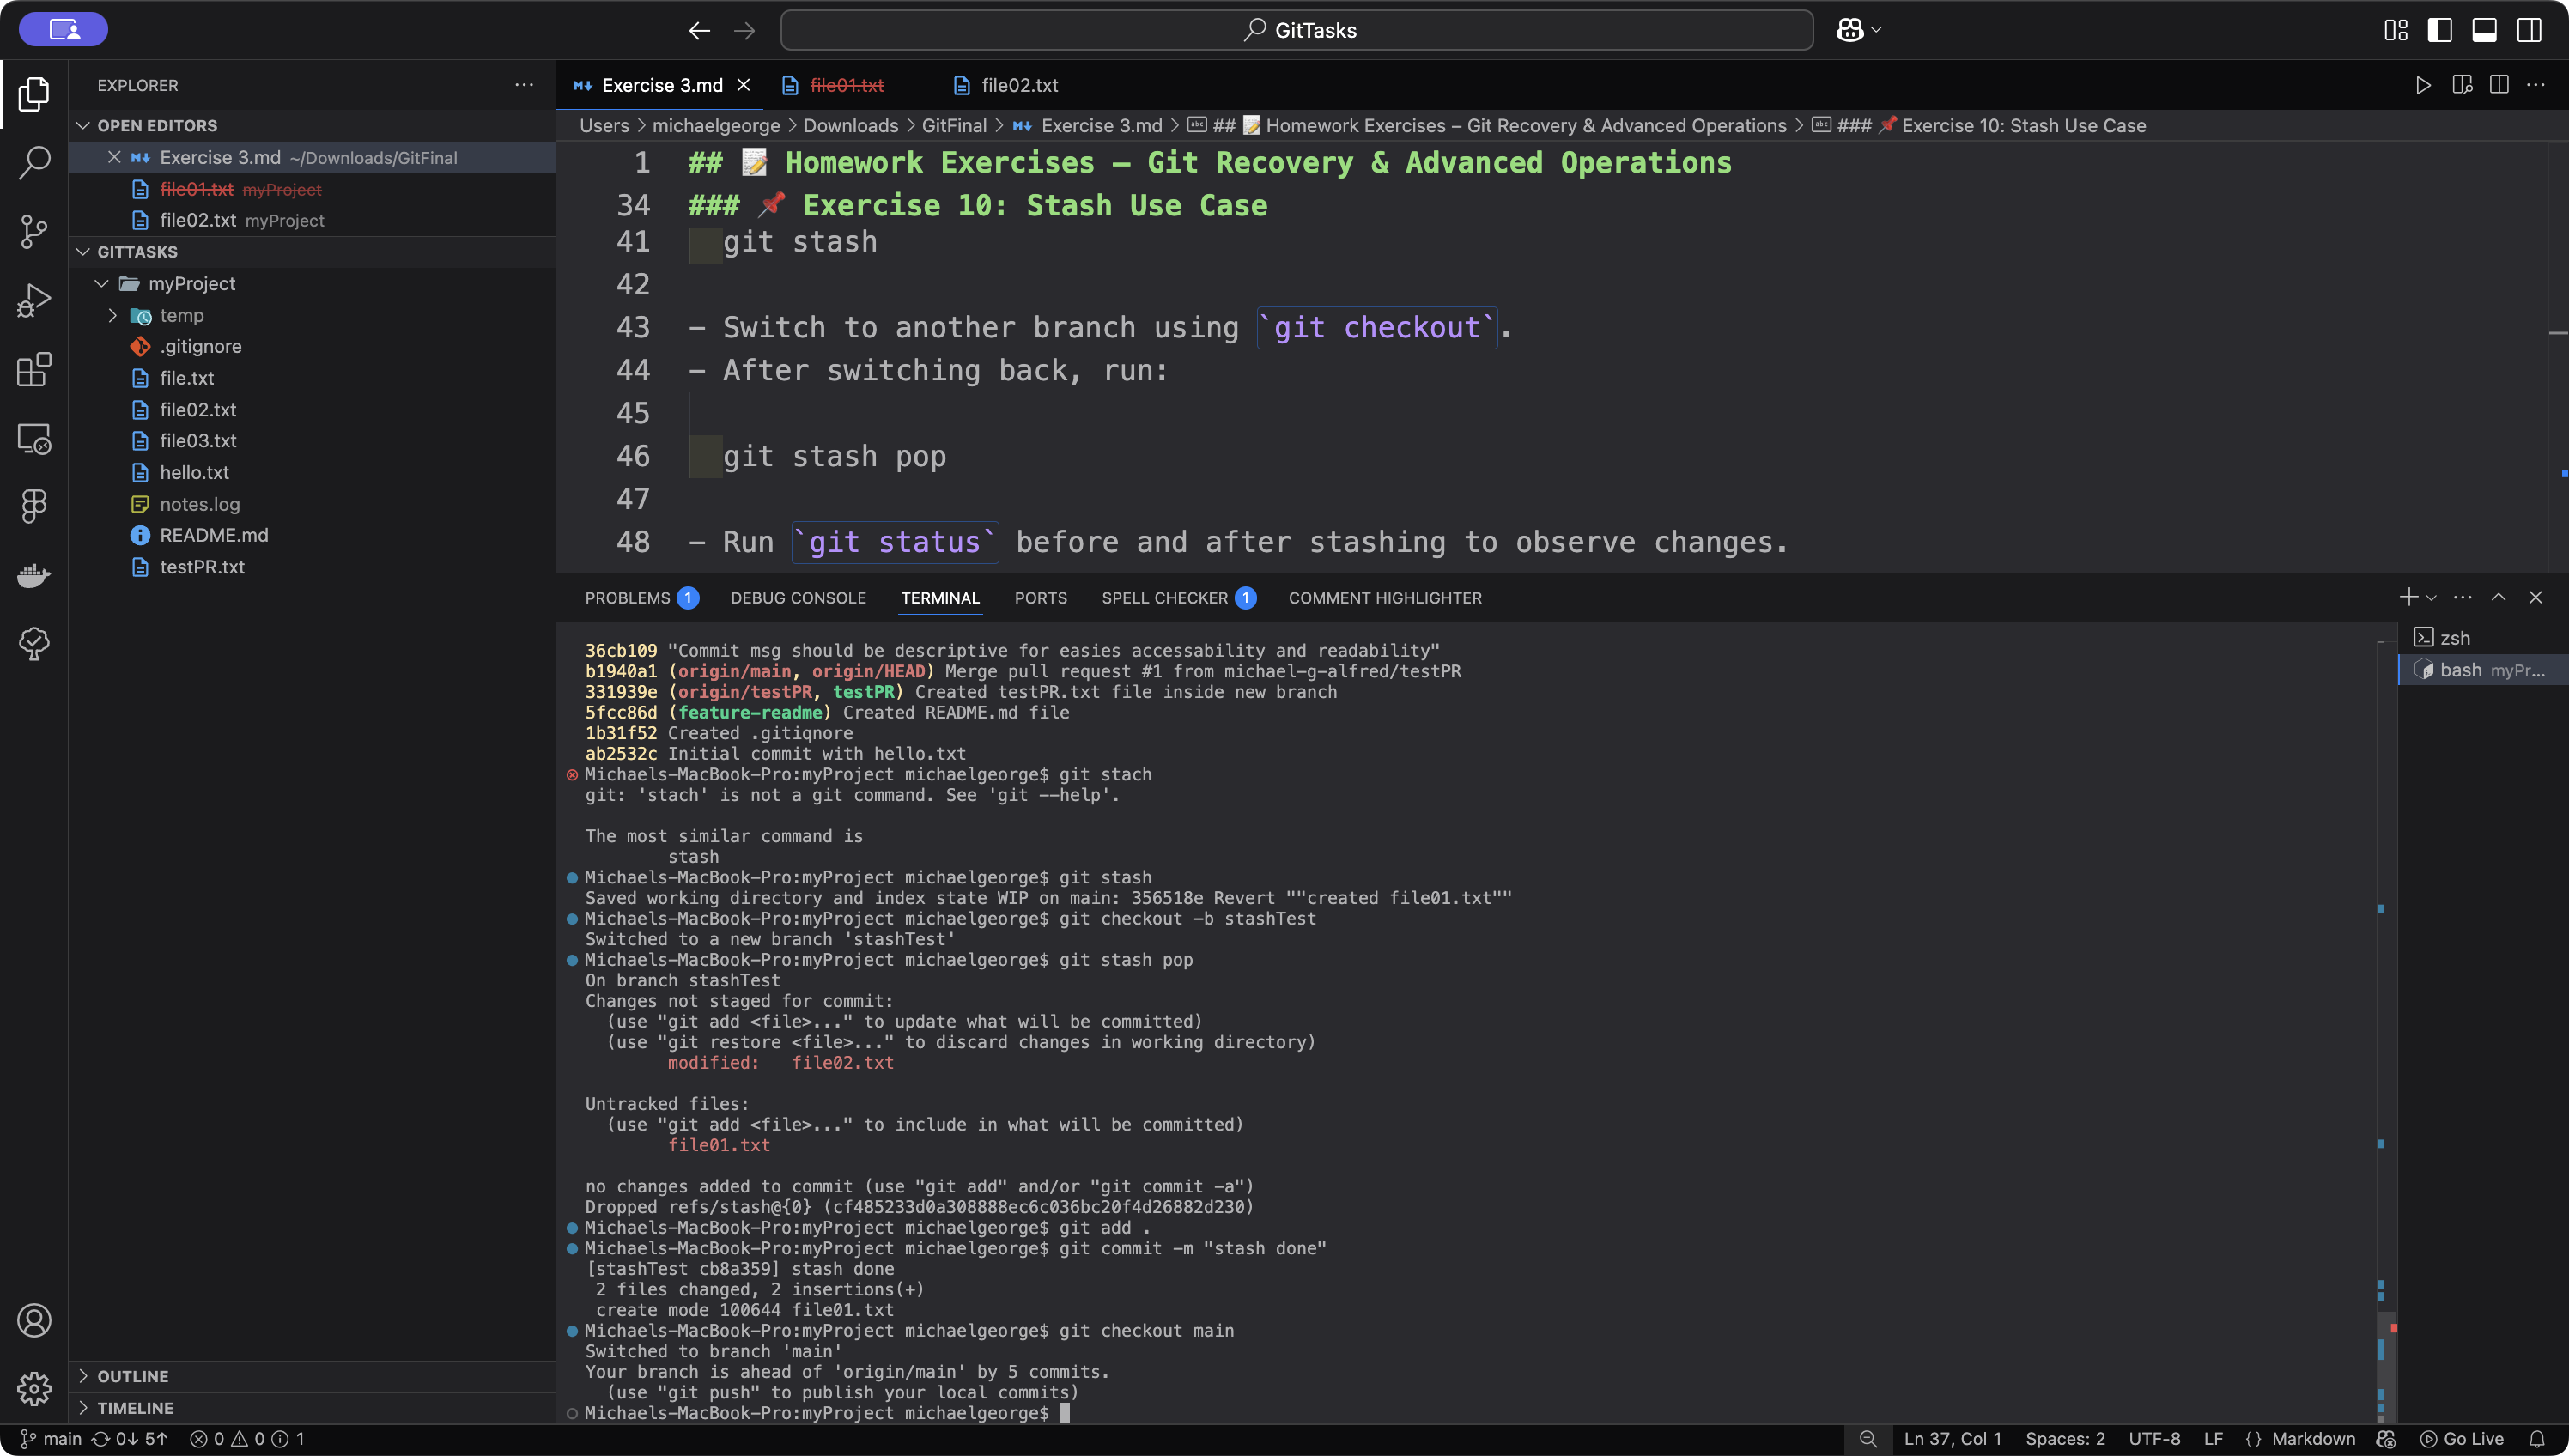 GitTasks
EXPLORER
OPEN EDITORS
Exercise 3.md ~/Downloads/GitFinal
file01.txt myProject
file02.txt myProject
GITTASKS
myProject
temp
.gitignore
file.txt
file02.txt
file03.txt
hello.txt
notes.log
README.md
testPR.txt
OUTLINE
TIMELINE
Exercise 3.md
file01.txt
file02.txt
Users > michaelgeorge > Downloads > GitFinal > Exercise 3.md > ## 📝 Homework Exercises – Git Recovery & Advanced Operations > ### 📌 Exercise 10: Stash Use Case
1 ## 📝 Homework Exercises – Git Recovery & Advanced Operations
34 ### 📌 Exercise 10: Stash Use Case
41 git stash
42
43 - Switch to another branch using `git checkout`.
44 - After switching back, run:
45
46 git stash pop
47
48 - Run `git status` before and after stashing to observe changes.
PROBLEMS 1 DEBUG CONSOLE TERMINAL PORTS SPELL CHECKER 1 COMMENT HIGHLIGHTER
zsh
bash myPr...
36cb109 "Commit msg should be descriptive for easies accessability and readability"
b1940a1 (origin/main, origin/HEAD) Merge pull request #1 from michael-g-alfred/testPR
331939e (origin/testPR, testPR) Created testPR.txt file inside new branch
5fcc86d (feature-readme) Created README.md file
1b31f52 Created .gitiqnore
ab2532c Initial commit with hello.txt
Michaels-MacBook-Pro:myProject michaelgeorge$ git stach
git: 'stach' is not a git command. See 'git --help'.
The most similar command is
stash
Michaels-MacBook-Pro:myProject michaelgeorge$ git stash
Saved working directory and index state WIP on main: 356518e Revert ""created file01.txt""
Michaels-MacBook-Pro:myProject michaelgeorge$ git checkout -b stashTest
Switched to a new branch 'stashTest'
Michaels-MacBook-Pro:myProject michaelgeorge$ git stash pop
On branch stashTest
Changes not staged for commit:
(use "git add <file>..." to update what will be committed)
(use "git restore <file>..." to discard changes in working directory)
modified: file02.txt
Untracked files:
(use "git add <file>..." to include in what will be committed)
file01.txt
no changes added to commit (use "git add" and/or "git commit -a")
Dropped refs/stash@{0} (cf485233d0a308888ec6c036bc20f4d26882d230)
Michaels-MacBook-Pro:myProject michaelgeorge$ git add .
Michaels-MacBook-Pro:myProject michaelgeorge$ git commit -m "stash done"
[stashTest cb8a359] stash done
2 files changed, 2 insertions(+)
create mode 100644 file01.txt
Michaels-MacBook-Pro:myProject michaelgeorge$ git checkout main
Switched to branch 'main'
Your branch is ahead of 'origin/main' by 5 commits.
(use "git push" to publish your local commits)
Michaels-MacBook-Pro:myProject michaelgeorge$
main 0↓ 5↑ 0 0 1 Ln 37, Col 1 Spaces: 2 UTF-8 LF {} Markdown Go Live